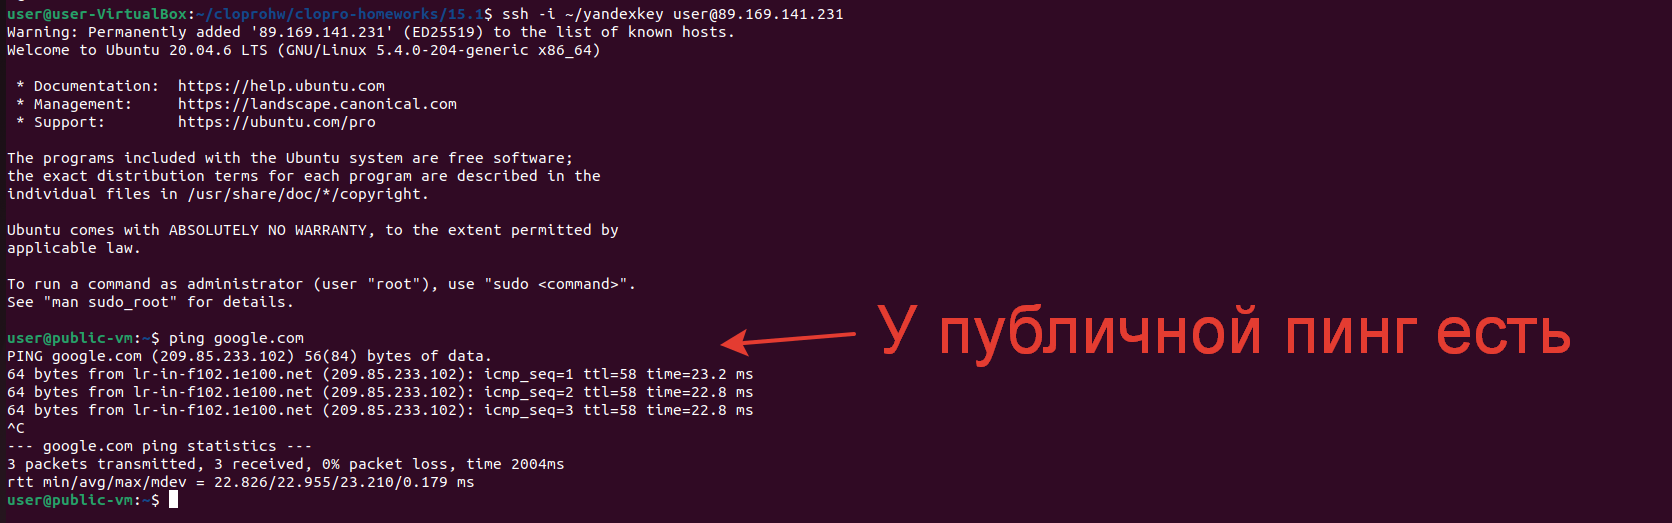 user@user-VirtualBox:~/cloprohw/clopro-homeworks/15.1$ ssh -i ~/yandexkey user@89.169.141.231
Warning: Permanently added '89.169.141.231' (ED25519) to the list of known hosts.
Welcome to Ubuntu 20.04.6 LTS (GNU/Linux 5.4.0-204-generic x86_64)
* Documentation:  https://help.ubuntu.com
* Management:     https://landscape.canonical.com
* Support:        https://ubuntu.com/pro
The programs included with the Ubuntu system are free software;
the exact distribution terms for each program are described in the
individual files in /usr/share/doc/*/copyright.
Ubuntu comes with ABSOLUTELY NO WARRANTY, to the extent permitted by
applicable law.
To run a command as administrator (user "root"), use "sudo <command>".
See "man sudo_root" for details.
user@public-vm:~$ ping google.com
У публичной пинг есть
PING google.com (209.85.233.102) 56(84) bytes of data.
64 bytes from lr-in-f102.1e100.net (209.85.233.102): icmp_seq=1 ttl=58 time=23.2 ms
64 bytes from lr-in-f102.1e100.net (209.85.233.102): icmp_seq=2 ttl=58 time=22.8 ms
64 bytes from lr-in-f102.1e100.net (209.85.233.102): icmp_seq=3 ttl=58 time=22.8 ms
^C
--- google.com ping statistics ---
3 packets transmitted, 3 received, 0% packet loss, time 2004ms
rtt min/avg/max/mdev = 22.826/22.955/23.210/0.179 ms
user@public-vm:~$